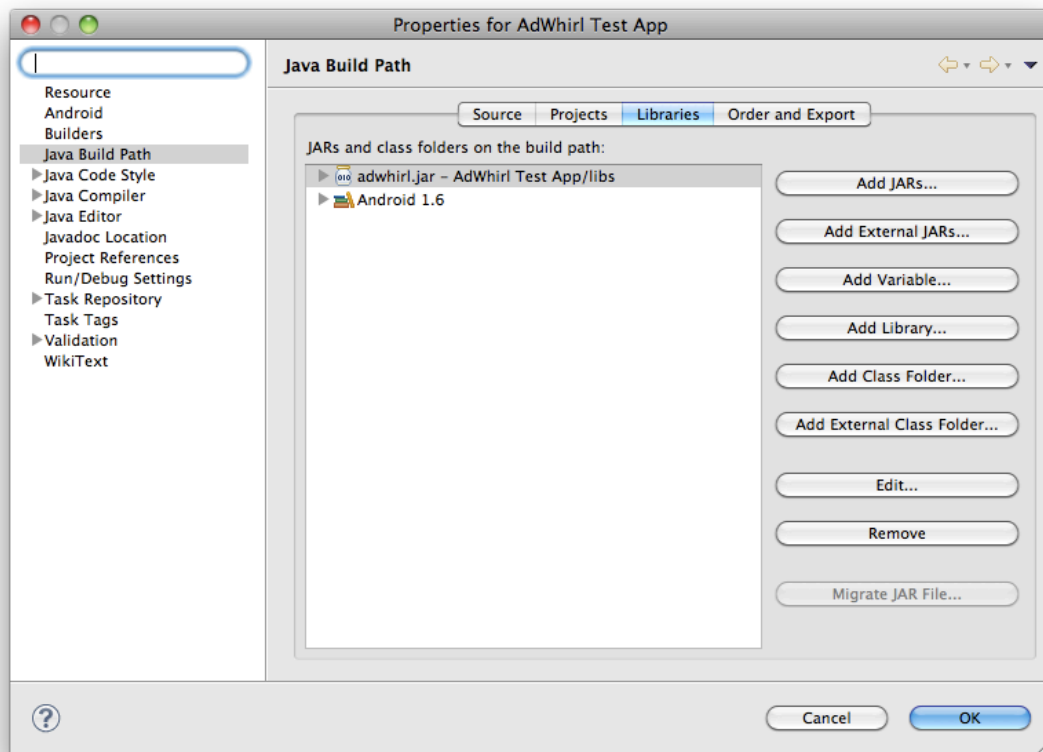 Properties for AdWhirl Test App
Java Build Path
Resource
Android
Builders
Java Build Path
Java Code Style
Java Compiler
Java Editor
Javadoc Location
Project References
Run/Debug Settings
Task Repository
Task Tags
Validation
WikiText
Source Projects Libraries Order and Export
JARs and class folders on the build path:
adwhirl.jar – AdWhirl Test App/libs
Android 1.6
Add JARs...
Add External JARs...
Add Variable...
Add Library...
Add Class Folder...
Add External Class Folder...
Edit...
Remove
Migrate JAR File...
?
Cancel OK